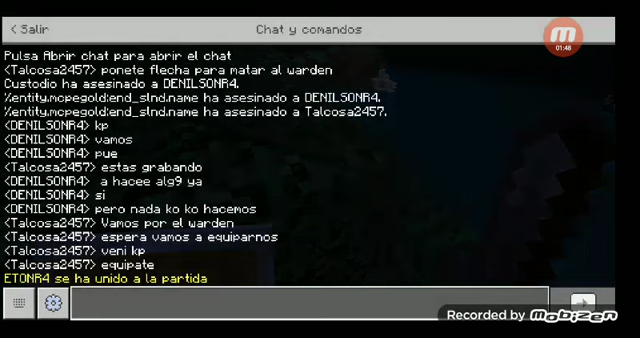 < Salir
Chat y comandos
01:48
Pulsa Abrir chat para abrir el chat
<Talcosa2457> ponete flecha para matar al warden
Custodio ha asesinado a DENILSONR4.
%entity.mcpegold:end_slnd.name ha asesinado a DENILSONR4.
%entity.mcpegold:end_slnd.name ha asesinado a Talcosa2457.
<DENILSONR4> kp
<DENILSONR4> vamos
<DENILSONR4> pue
<Talcosa2457> estas grabando
<DENILSONR4> a hacee alg9 ya
<DENILSONR4> si
<DENILSONR4> pero nada ko ko hacemos
<Talcosa2457> Vamos por el warden
<Talcosa2457> espera vamos a equiparnos
<Talcosa2457> veni kp
<Talcosa2457> equipate
ETONR4 se ha unido a la partida
Recorded by Mobizen